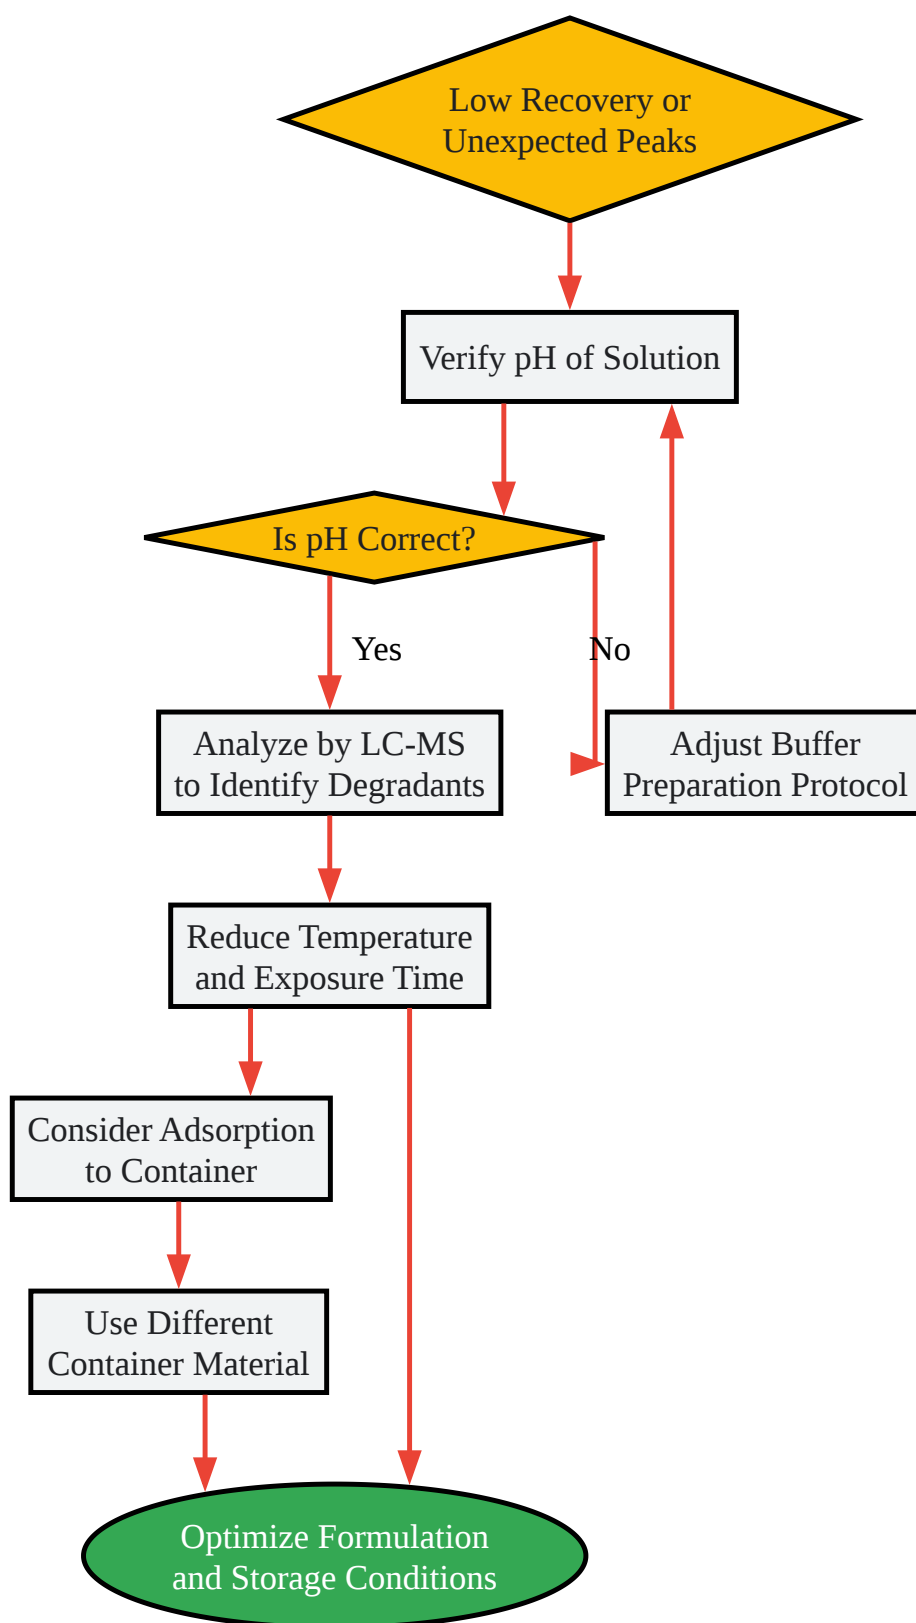 Low Recovery or
Unexpected Peaks
Verify pH of Solution
Is pH Correct?
Yes
No
Analyze by LC-MS
to Identify Degradants
Adjust Buffer
Preparation Protocol
Reduce Temperature
and Exposure Time
Consider Adsorption
to Container
Use Different
Container Material
Optimize Formulation
and Storage Conditions